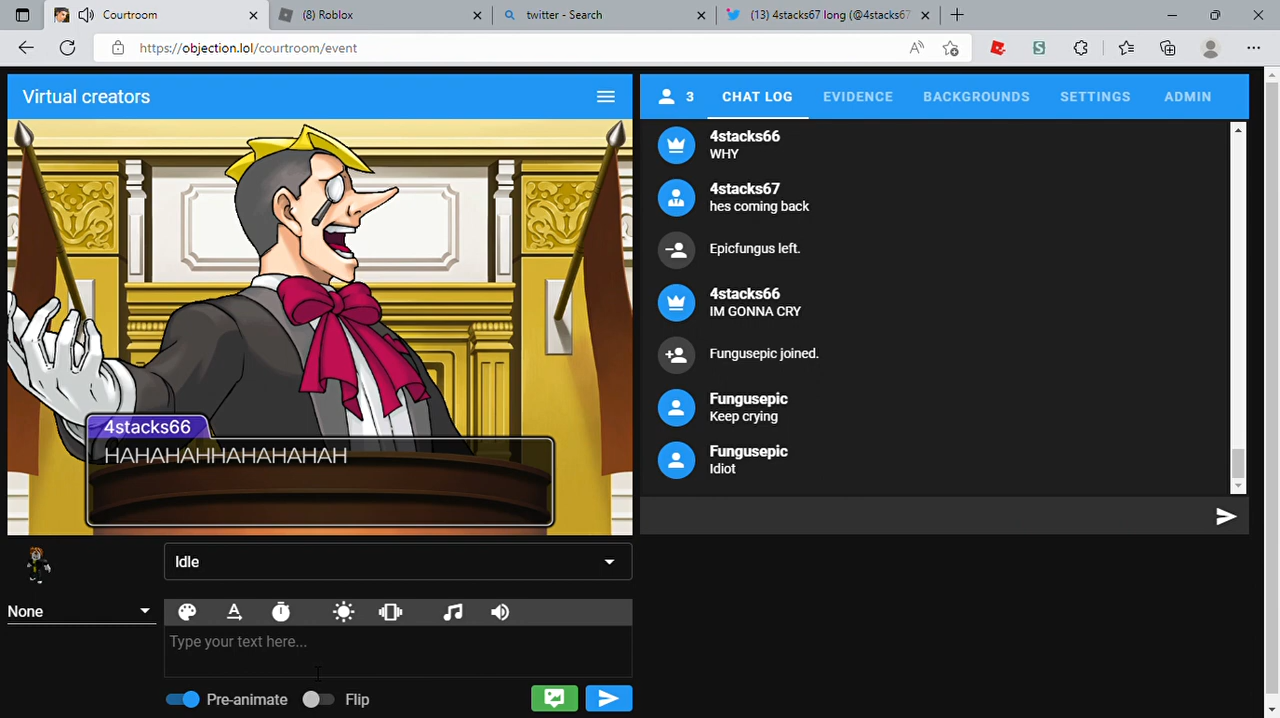 Courtroom
(8) Roblox
twitter - Search
(13) 4stacks67 long (@4stacks67
https://objection.lol/courtroom/event
Virtual creators
3
CHAT LOG
EVIDENCE
BACKGROUNDS
SETTINGS
ADMIN
4stacks66
WHY
4stacks67
hes coming back
Epicfungus left.
4stacks66
IM GONNA CRY
Fungusepic joined.
Fungusepic
Keep crying
Fungusepic
Idiot
4stacks66
HAHAHAHHAHAHAHAH
Idle
None
Type your text here...
Pre-animate
Flip